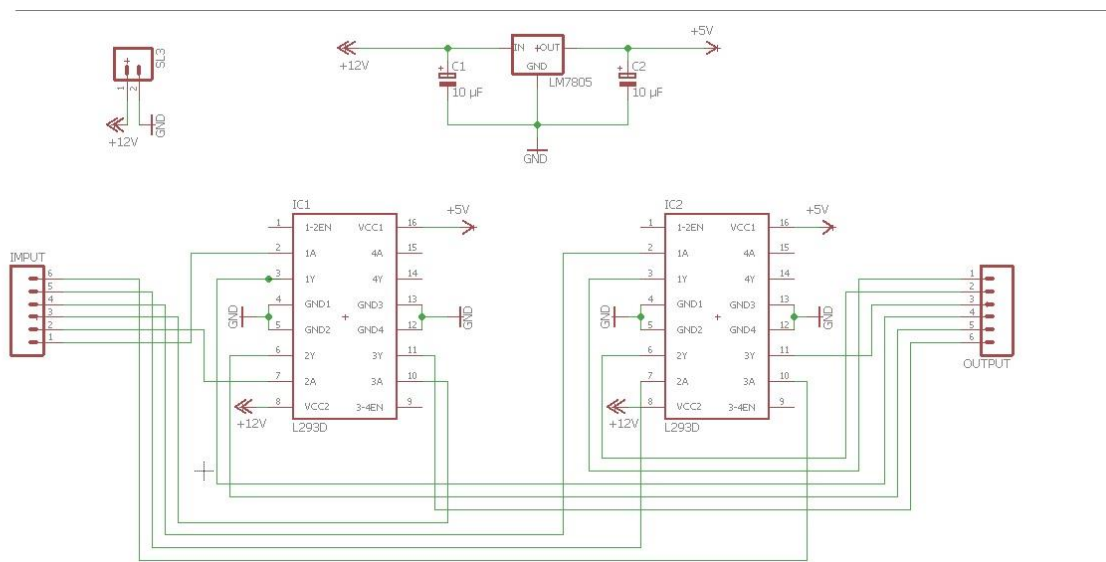 SL3
+
1
2
+12V
GND
+12V
IN
+OUT
GND
LM7805
+5V
+
C1
10 µF
+
C2
10 µF
GND
IMPUT
6
5
4
3
2
1
IC1
1 1-2EN VCC1 16 +5V
2 1A 4A 15
3 1Y 4Y 14
GND 4 GND1 GND3 13 GND
5 GND2 + GND4 12
6 2Y 3Y 11
7 2A 3A 10
+12V 8 VCC2 3-4EN 9
L293D
IC2
1 1-2EN VCC1 16 +5V
2 1A 4A 15
3 1Y 4Y 14
GND 4 GND1 GND3 13 GND
5 GND2 + GND4 12
6 2Y 3Y 11
7 2A 3A 10
+12V 8 VCC2 3-4EN 9
L293D
1
2
3
4
5
6
OUTPUT